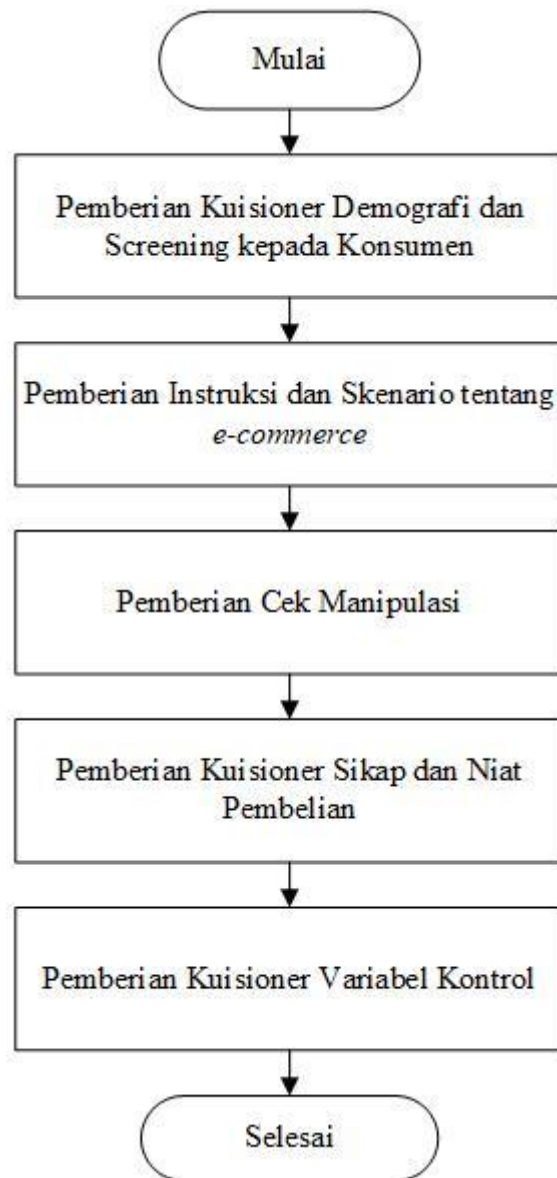 Mulai
Pemberian Kuisioner Demografi dan
Screening kepada Konsumen
Pemberian Instruksi dan Skenario tentang
e-commerce
Pemberian Cek Manipulasi
Pemberian Kuisioner Sikap dan Niat
Pembelian
Pemberian Kuisioner Variabel Kontrol
Selesai